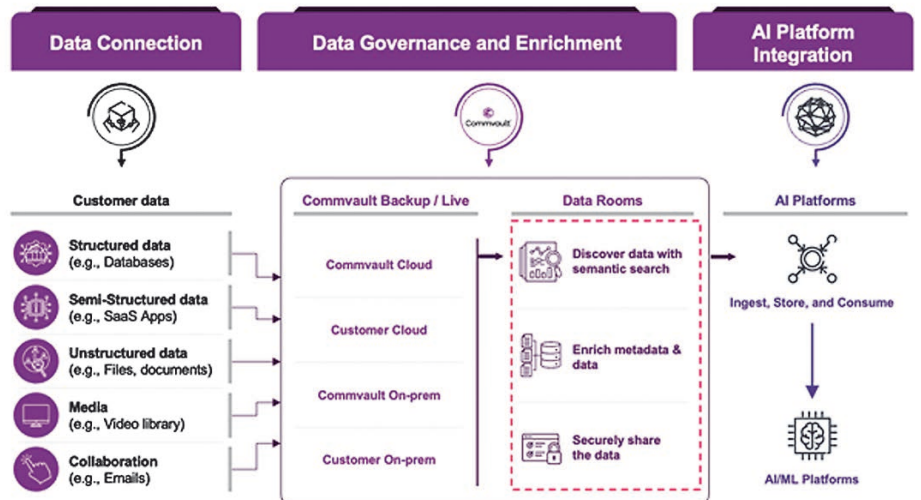 Data Connection
Data Governance and Enrichment
AI Platform
Integration
Commvault®
Customer data
Structured data
(e.g., Databases)
Semi-Structured data
(e.g., SaaS Apps)
Unstructured data
(e.g., Files, documents)
Media
(e.g., Video library)
Collaboration
(e.g., Emails)
Commvault Backup / Live
Commvault Cloud
Customer Cloud
Commvault On-prem
Customer On-prem
Data Rooms
Discover data with
semantic search
Enrich metadata &
data
Securely share
the data
AI Platforms
Ingest, Store, and Consume
AI/ML Platforms